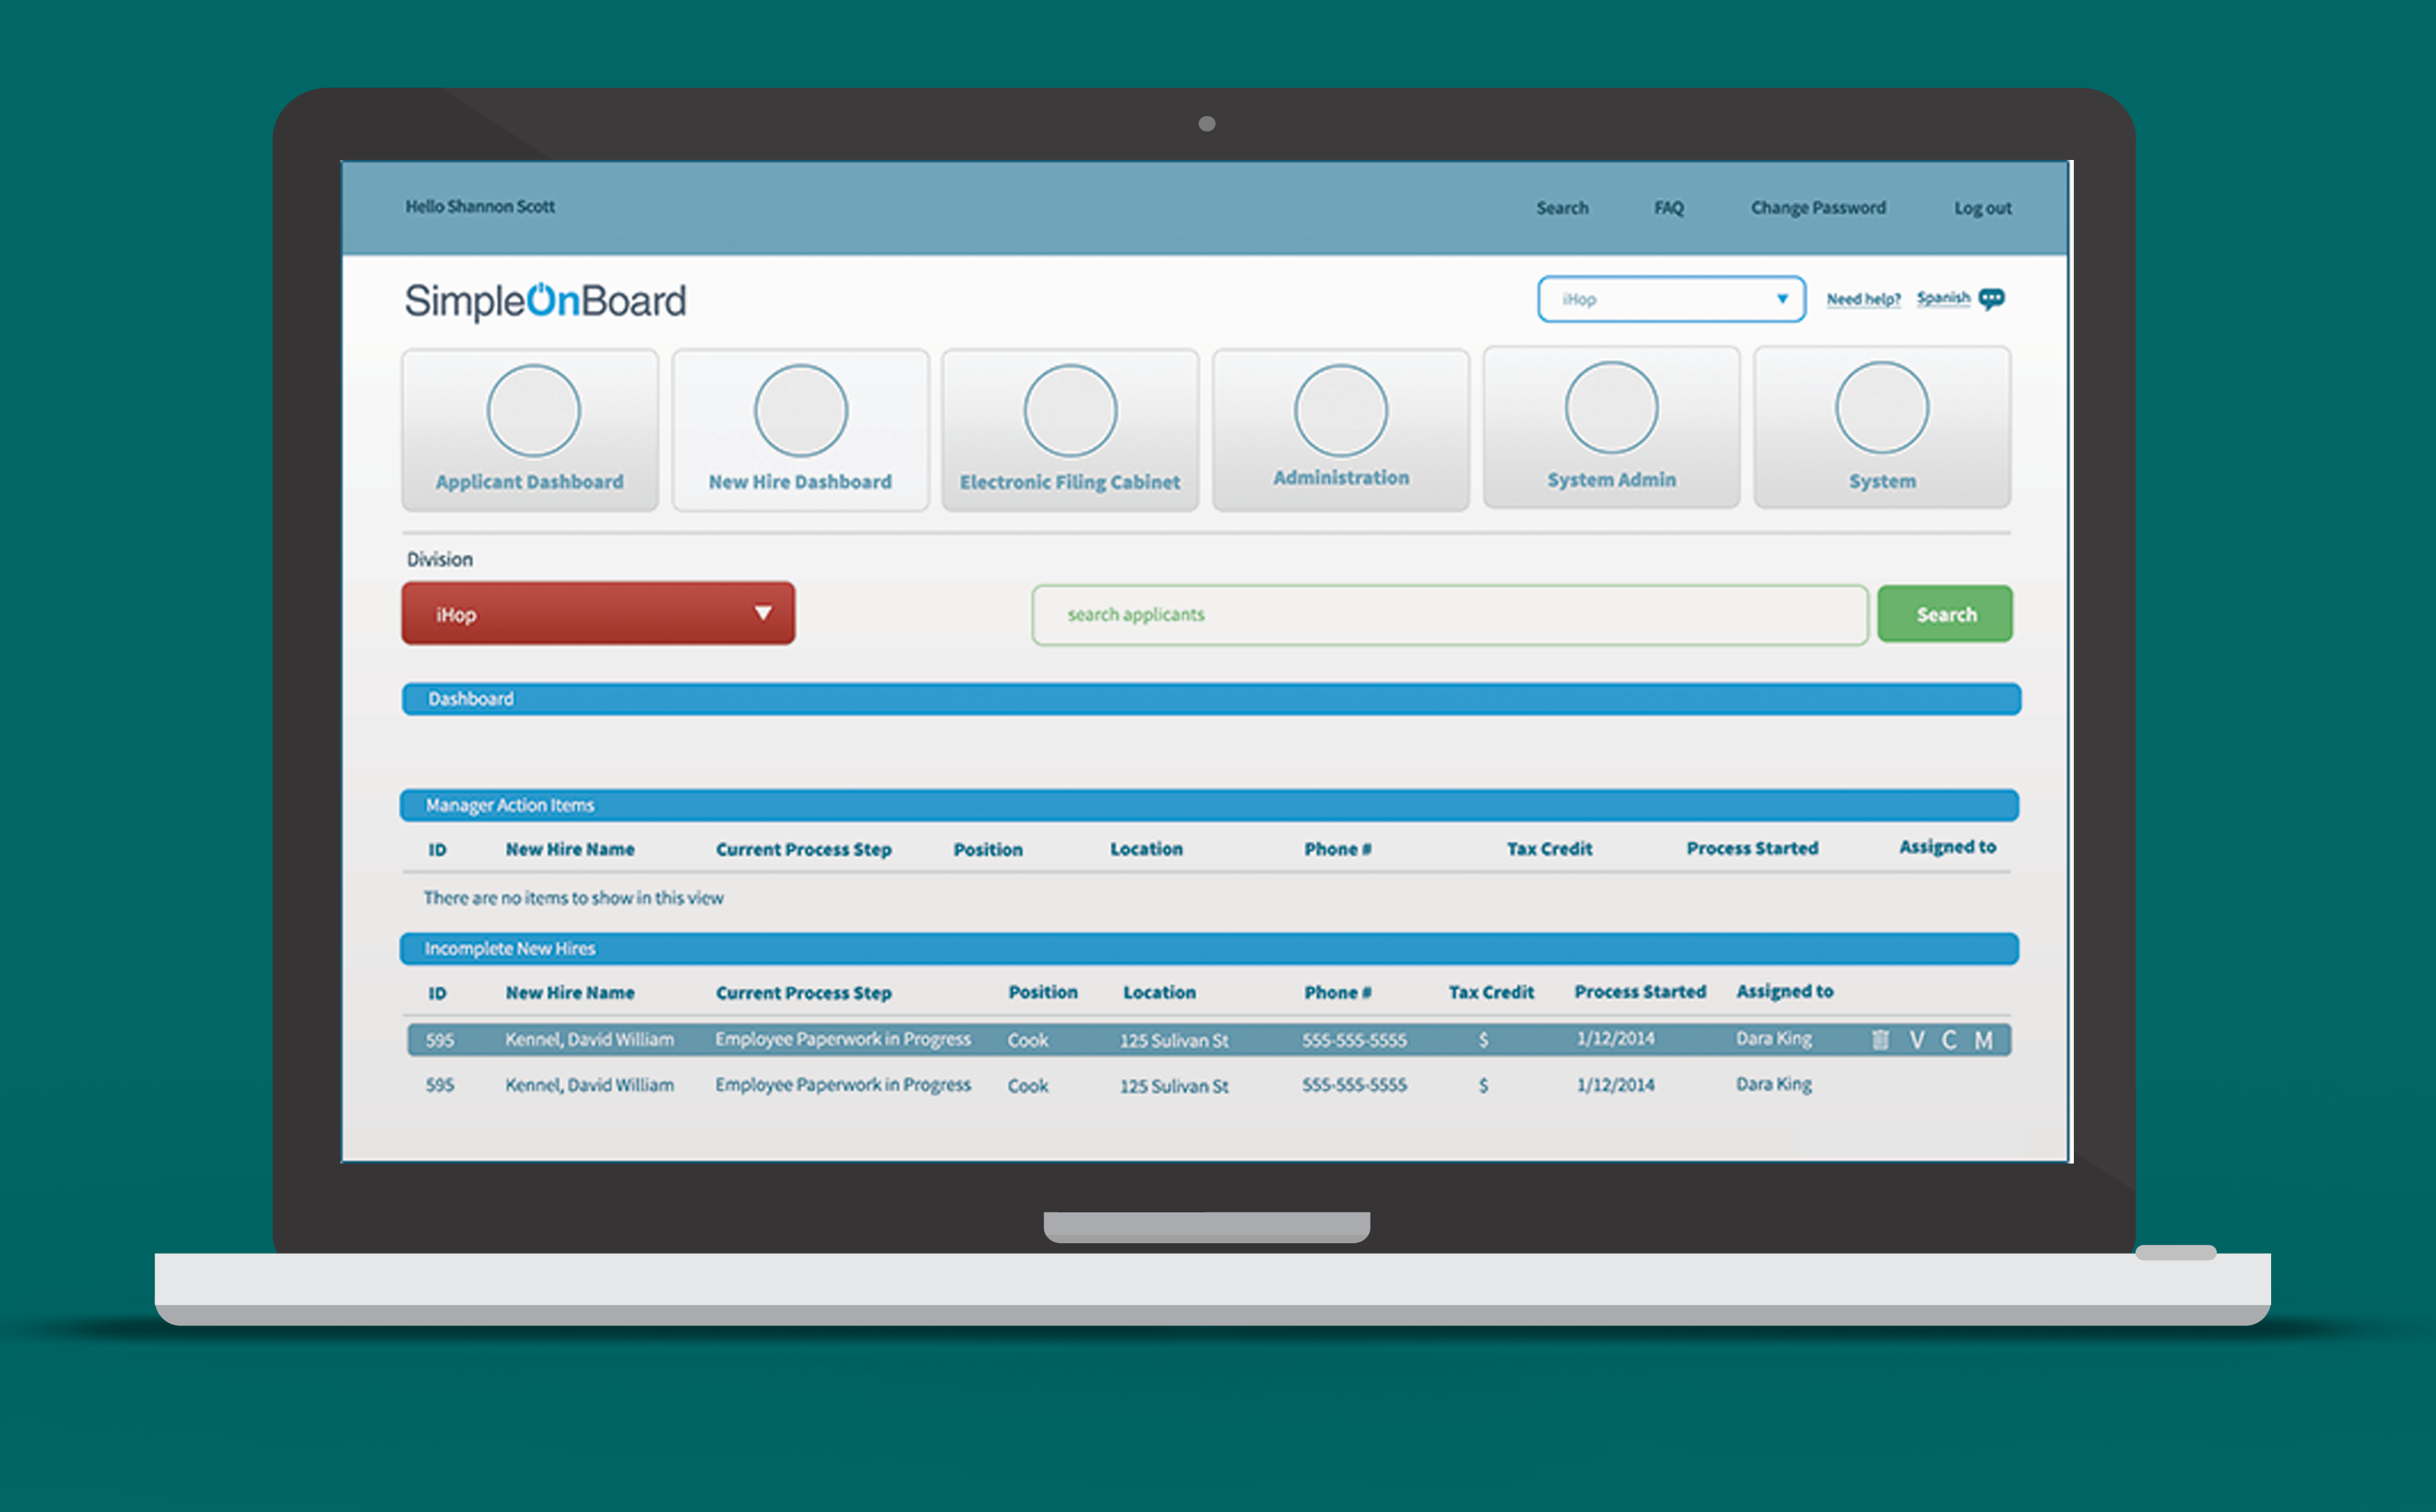 Hello Shannon Scott Search FAQ Change Password Log out
SimpleOnBoard iHop Need help? Spanish
Applicant Dashboard New Hire Dashboard Electronic Filing Cabinet Administration System Admin System
Division
iHop search applicants Search
Dashboard
Manager Action Items
ID New Hire Name Current Process Step Position Location Phone # Tax Credit Process Started Assigned to
There are no items to show in this view
Incomplete New Hires
ID New Hire Name Current Process Step Position Location Phone # Tax Credit Process Started Assigned to
595 Kennel, David William Employee Paperwork in Progress Cook 125 Sulivan St 555-555-5555 $ 1/12/2014 Dara King V C M
595 Kennel, David William Employee Paperwork in Progress Cook 125 Sulivan St 555-555-5555 $ 1/12/2014 Dara King